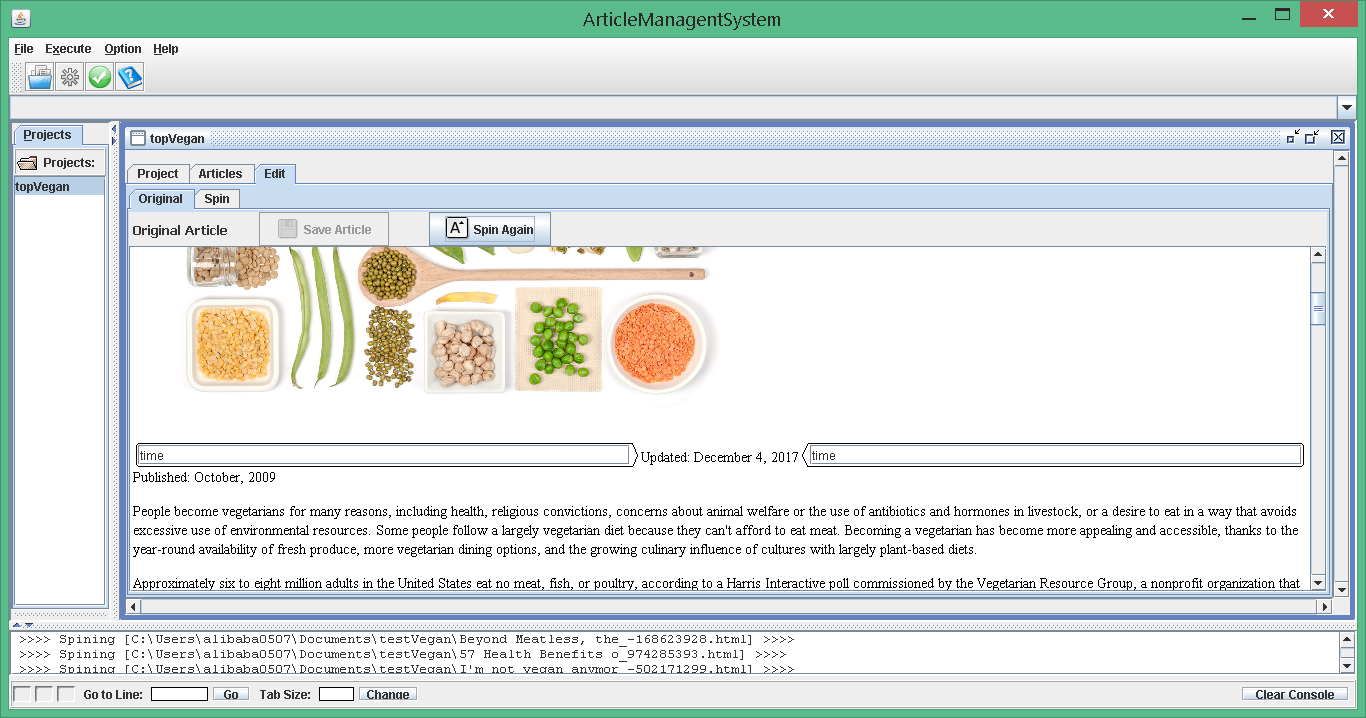 ArticleManagentSystem
File Execute Option Help
Projects
Projects:
topVegan
topVegan
Project Articles Edit
Original Spin
Original Article Save Article A Spin Again
time Updated: December 4, 2017 time
Published: October, 2009
People become vegetarians for many reasons, including health, religious convictions, concerns about animal welfare or the use of antibiotics and hormones in livestock, or a desire to eat in a way that avoids
excessive use of environmental resources. Some people follow a largely vegetarian diet because they can't afford to eat meat. Becoming a vegetarian has become more appealing and accessible, thanks to the
year-round availability of fresh produce, more vegetarian dining options, and the growing culinary influence of cultures with largely plant-based diets.
Approximately six to eight million adults in the United States eat no meat, fish, or poultry, according to a Harris Interactive poll commissioned by the Vegetarian Resource Group, a nonprofit organization that
>>>> Spining [C:\Users\alibaba0507\Documents\testVegan\Beyond Meatless, the_-168623928.html] >>>>
>>>> Spining [C:\Users\alibaba0507\Documents\testVegan\57 Health Benefits o_974285393.html] >>>>
>>>> Spining [C:\Users\alibaba0507\Documents\testVegan\I'm not vegan anymor_-502171299.html] >>>>
Go to Line: Go Tab Size: Change Clear Console